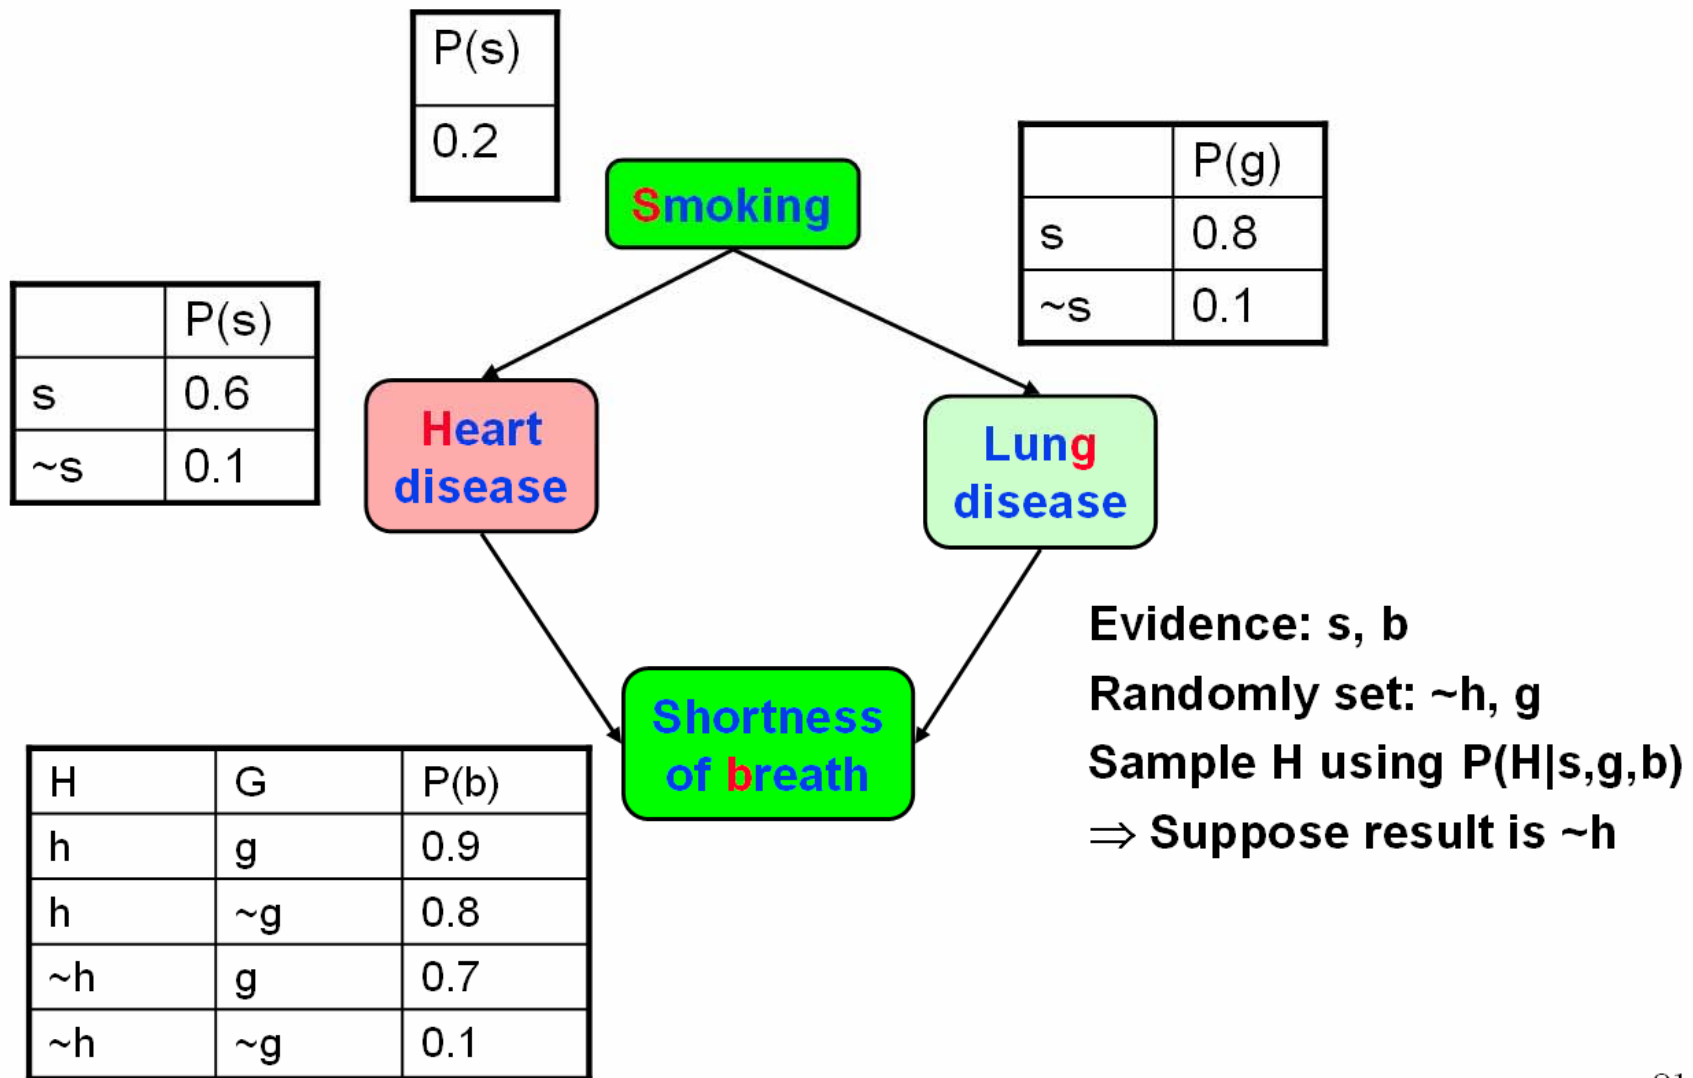 P(s)
0.2
Smoking
P(g)
s 0.8
~s 0.1
P(s)
s 0.6
~s 0.1
Heart
disease
Lung
disease
Shortness
of breath
H G P(b)
h g 0.9
h ~g 0.8
~h g 0.7
~h ~g 0.1
Evidence: s, b
Randomly set: ~h, g
Sample H using P(H|s,g,b)
⇒ Suppose result is ~h